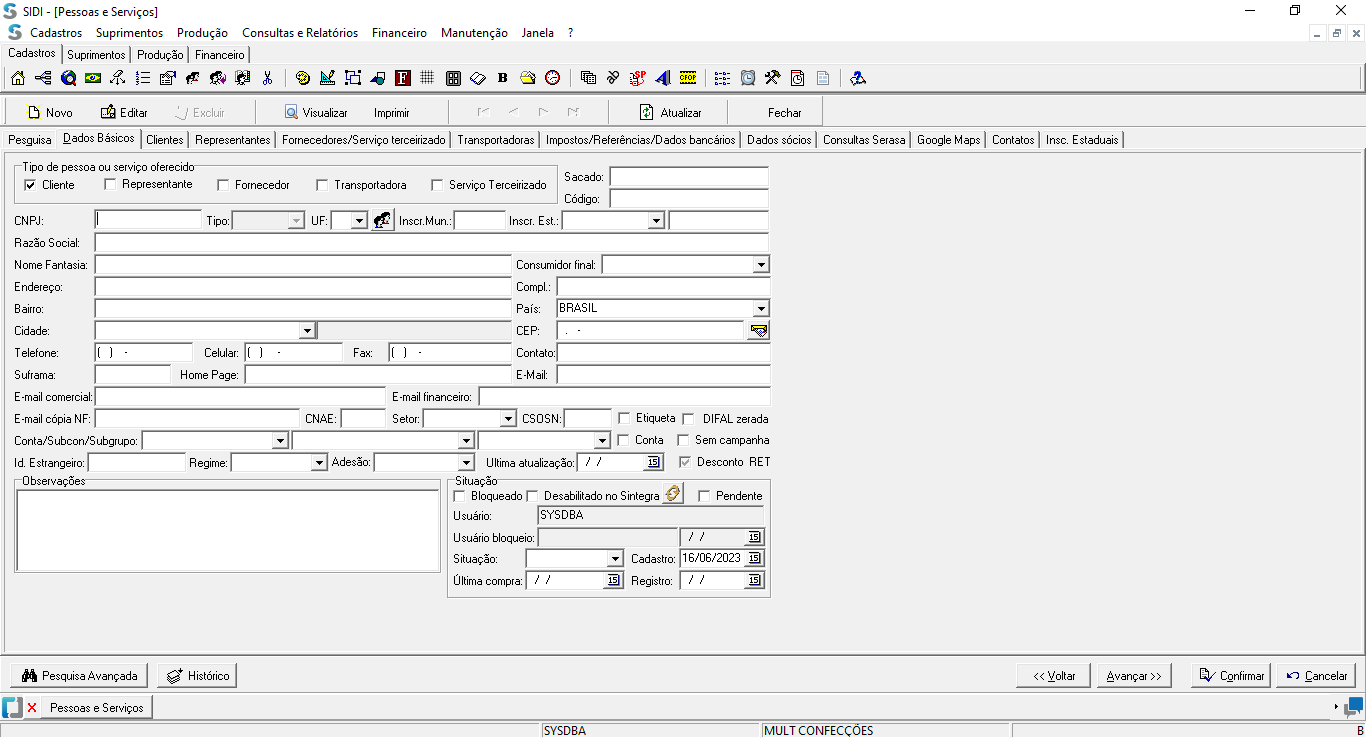 SIDI - [Pessoas e Serviços]
Cadastros Suprimentos Produção Consultas e Relatórios Financeiro Manutenção Janela ?
Cadastros Suprimentos Produção Financeiro
B F SP CFOP
Novo Editar Excluir Visualizar Imprimir Atualizar Fechar
Pesquisa Dados Básicos Clientes Representantes Fornecedores/Serviço terceirizado Transportadoras Impostos/Referências/Dados bancários Dados sócios Consultas Serasa Google Maps Contatos Insc. Estaduais
Tipo de pessoa ou serviço oferecido
Cliente Representante Fornecedor Transportadora Serviço Terceirizado
Sacado:
Código:
CNPJ: Tipo: UF: Inscr.Mun.: Inscr. Est.:
Razão Social:
Nome Fantasia: Consumidor final:
Endereço: Compl.:
Bairro: País: BRASIL
Cidade: CEP: . -
Telefone: ( ) - Celular: ( ) - Fax: ( ) - Contato:
Suframa: Home Page: E-Mail:
E-mail comercial: E-mail financeiro:
E-mail cópia NF: CNAE: Setor: CSOSN: Etiqueta DIFAL zerada
Conta/Subcon/Subgrupo: Conta Sem campanha
Id. Estrangeiro: Regime: Adesão: Ultima atualização: / / 15 Desconto RET
Observações
Situação
Bloqueado Desabilitado no Sintegra Pendente
Usuário: SYSDBA
Usuário bloqueio: / / 15
Situação: Cadastro: 16/06/2023 15
Última compra: / / 15 Registro: / / 15
Pesquisa Avançada Histórico << Voltar Avançar >> Confirmar Cancelar
Pessoas e Serviços
SYSDBA MULT CONFECÇÕES B